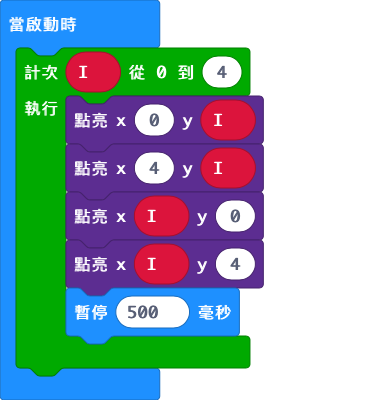 當啟動時
計次 I 從 0 到 4
執行
點亮 x 0 y I
點亮 x 4 y I
點亮 x I y 0
點亮 x I y 4
暫停 500 毫秒